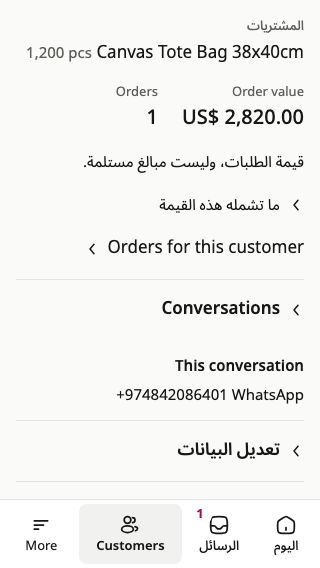 المشتريات
Canvas Tote Bag 38x40cm 1,200 pcs
Order value
Orders
US$ 2,820.00
1
قيمة الطلبات، وليست مبالغ مستلمة.
ما تشمله هذه القيمة
Orders for this customer
Conversations
This conversation
+974842086401 WhatsApp
تعديل البيانات
اليوم
1
الرسائل
Customers
More